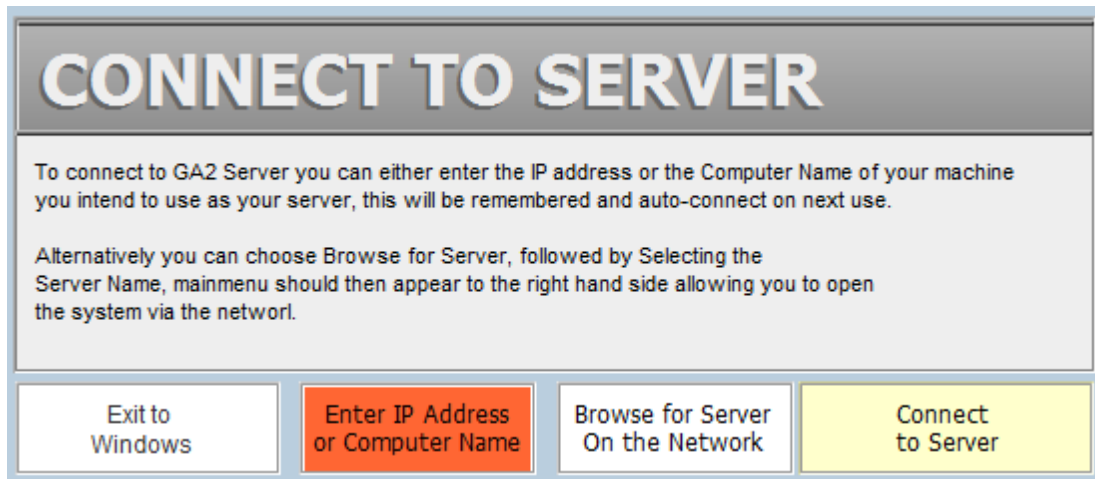 CONNECT TO SERVER
To connect to GA2 Server you can either enter the IP address or the Computer Name of your machine
you intend to use as your server, this will be remembered and auto-connect on next use.
Alternatively you can choose Browse for Server, followed by Selecting the
Server Name, mainmenu should then appear to the right hand side allowing you to open
the system via the networl.
Exit to
Windows
Enter IP Address
or Computer Name
Browse for Server
On the Network
Connect
to Server